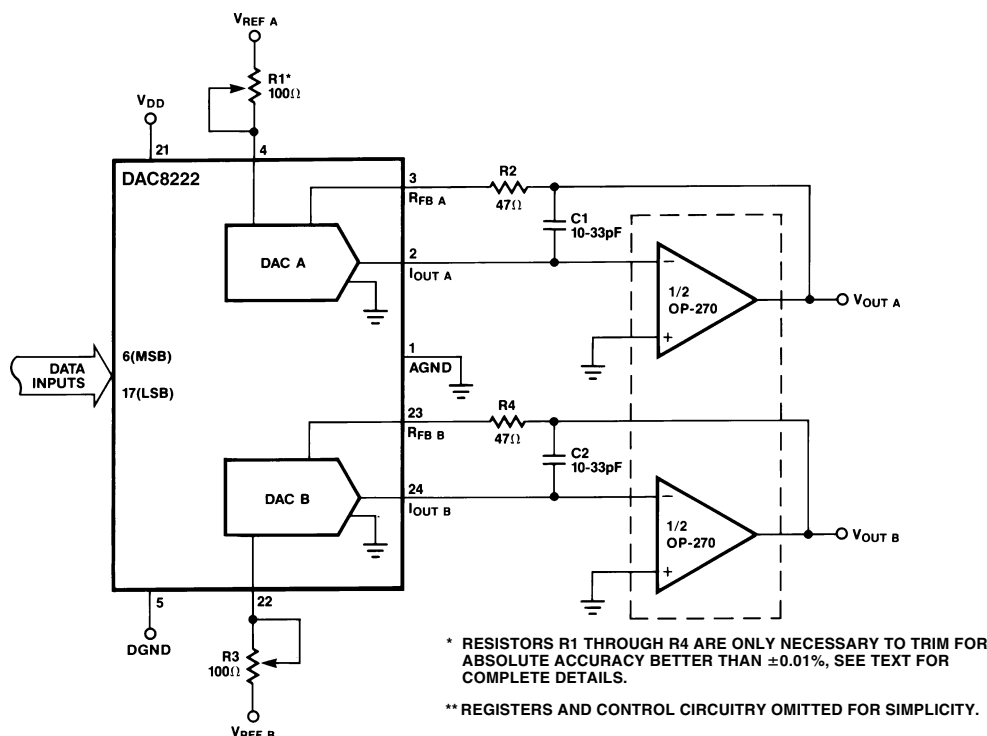 VREF A
R1*
100Ω
VDD
21
4
DAC8222
3
RFB A
R2
47Ω
C1
10-33pF
DAC A
2
IOUT A
−
1/2
OP-270
+
VOUT A
DATA
INPUTS
6(MSB)
17(LSB)
1
AGND
23
RFB B
R4
47Ω
C2
10-33pF
DAC B
24
IOUT B
−
1/2
OP-270
+
VOUT B
5
22
DGND
R3
100Ω
VREF B
* RESISTORS R1 THROUGH R4 ARE ONLY NECESSARY TO TRIM FOR
ABSOLUTE ACCURACY BETTER THAN ±0.01%, SEE TEXT FOR
COMPLETE DETAILS.
** REGISTERS AND CONTROL CIRCUITRY OMITTED FOR SIMPLICITY.